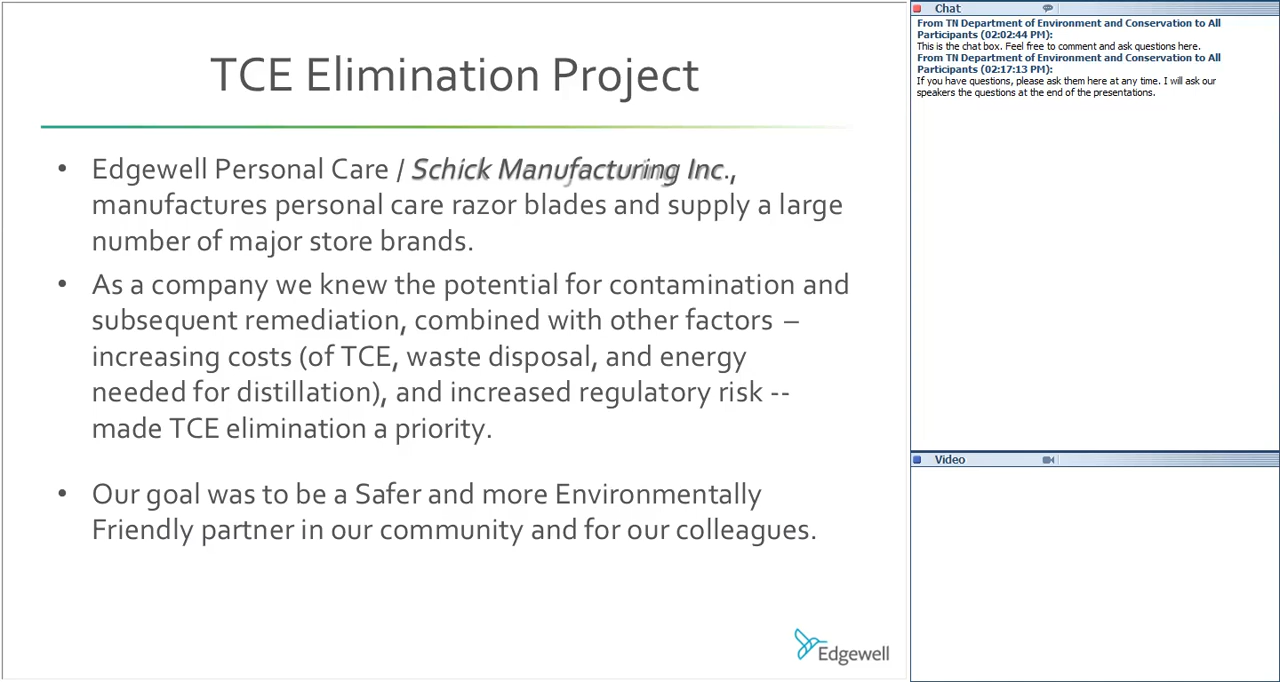 TCE Elimination Project
• Edgewell Personal Care / Schick Manufacturing Inc.,
manufactures personal care razor blades and supply a large
number of major store brands.
• As a company we knew the potential for contamination and
subsequent remediation, combined with other factors –
increasing costs (of TCE, waste disposal, and energy
needed for distillation), and increased regulatory risk --
made TCE elimination a priority.
• Our goal was to be a Safer and more Environmentally
Friendly partner in our community and for our colleagues.
Edgewell
Chat
From TN Department of Environment and Conservation to All
Participants (02:02:44 PM):
This is the chat box. Feel free to comment and ask questions here.
From TN Department of Environment and Conservation to All
Participants (02:17:13 PM):
If you have questions, please ask them here at any time. I will ask our
speakers the questions at the end of the presentations.
Video